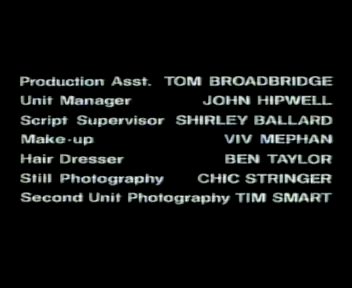 Production Asst. TOM BROADBRIDGE
Unit Manager JOHN HIPWELL
Script Supervisor SHIRLEY BALLARD
Make-up VIV MEPHAN
Hair Dresser BEN TAYLOR
Still Photography CHIC STRINGER
Second Unit Photography TIM SMART